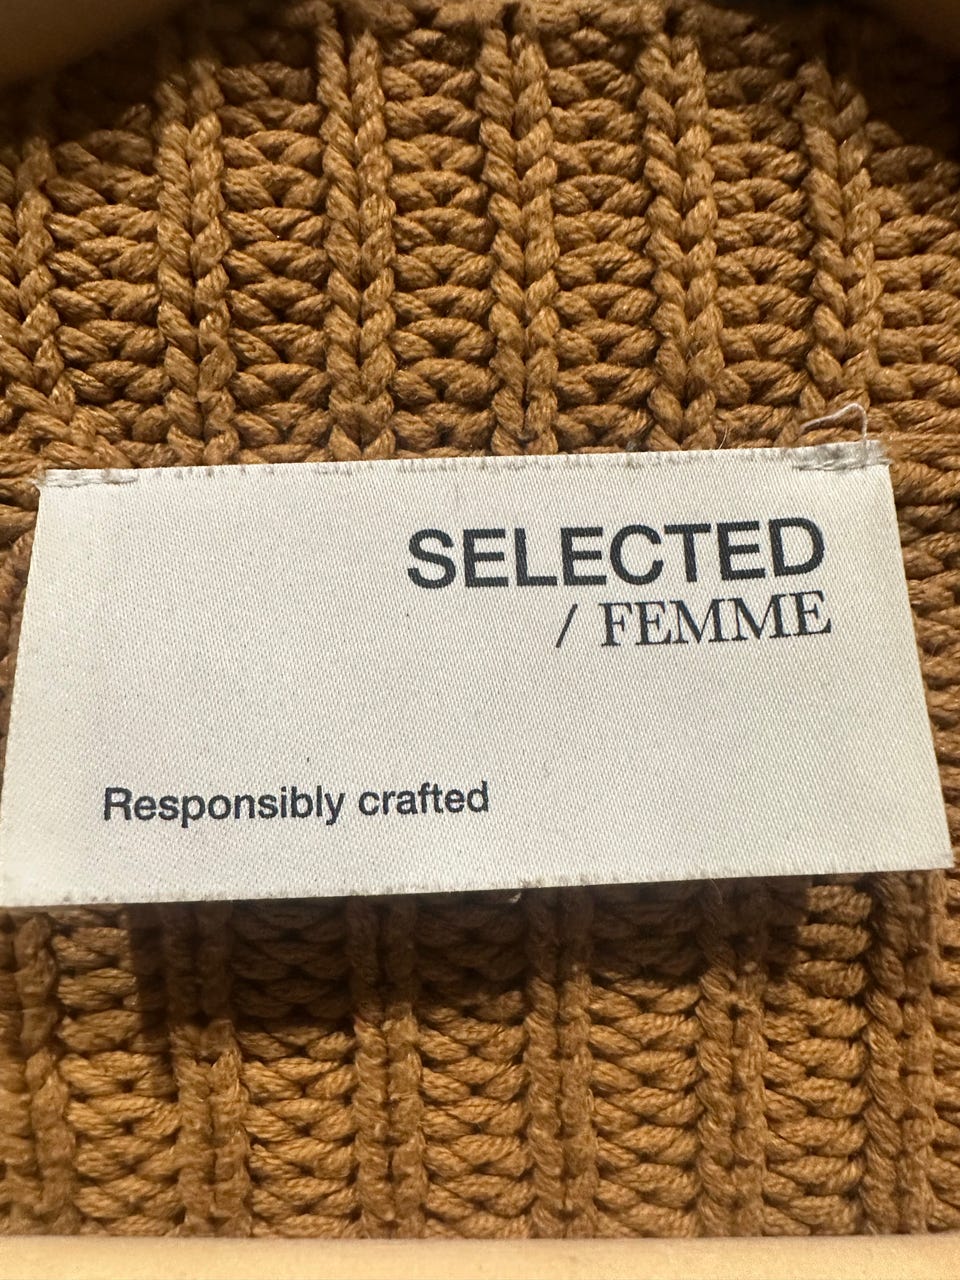 SELECTED
/ FEMME
Responsibly crafted